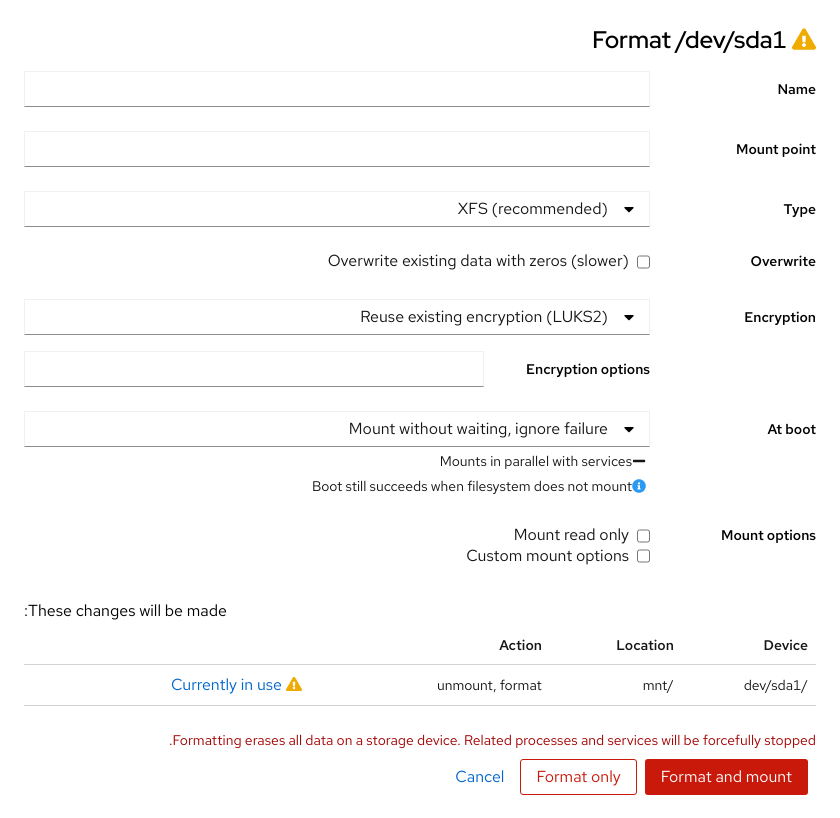 Format /dev/sda1
Name
Mount point
Type
XFS (recommended)
Overwrite
Overwrite existing data with zeros (slower)
Encryption
Reuse existing encryption (LUKS2)
Encryption options
At boot
Mount without waiting, ignore failure
Mounts in parallel with services
Boot still succeeds when filesystem does not mount
Mount options
Mount read only
Custom mount options
:These changes will be made
Device Location Action
dev/sda1/ mnt/ unmount, format Currently in use
.Formatting erases all data on a storage device. Related processes and services will be forcefully stopped
Format and mount Format only Cancel